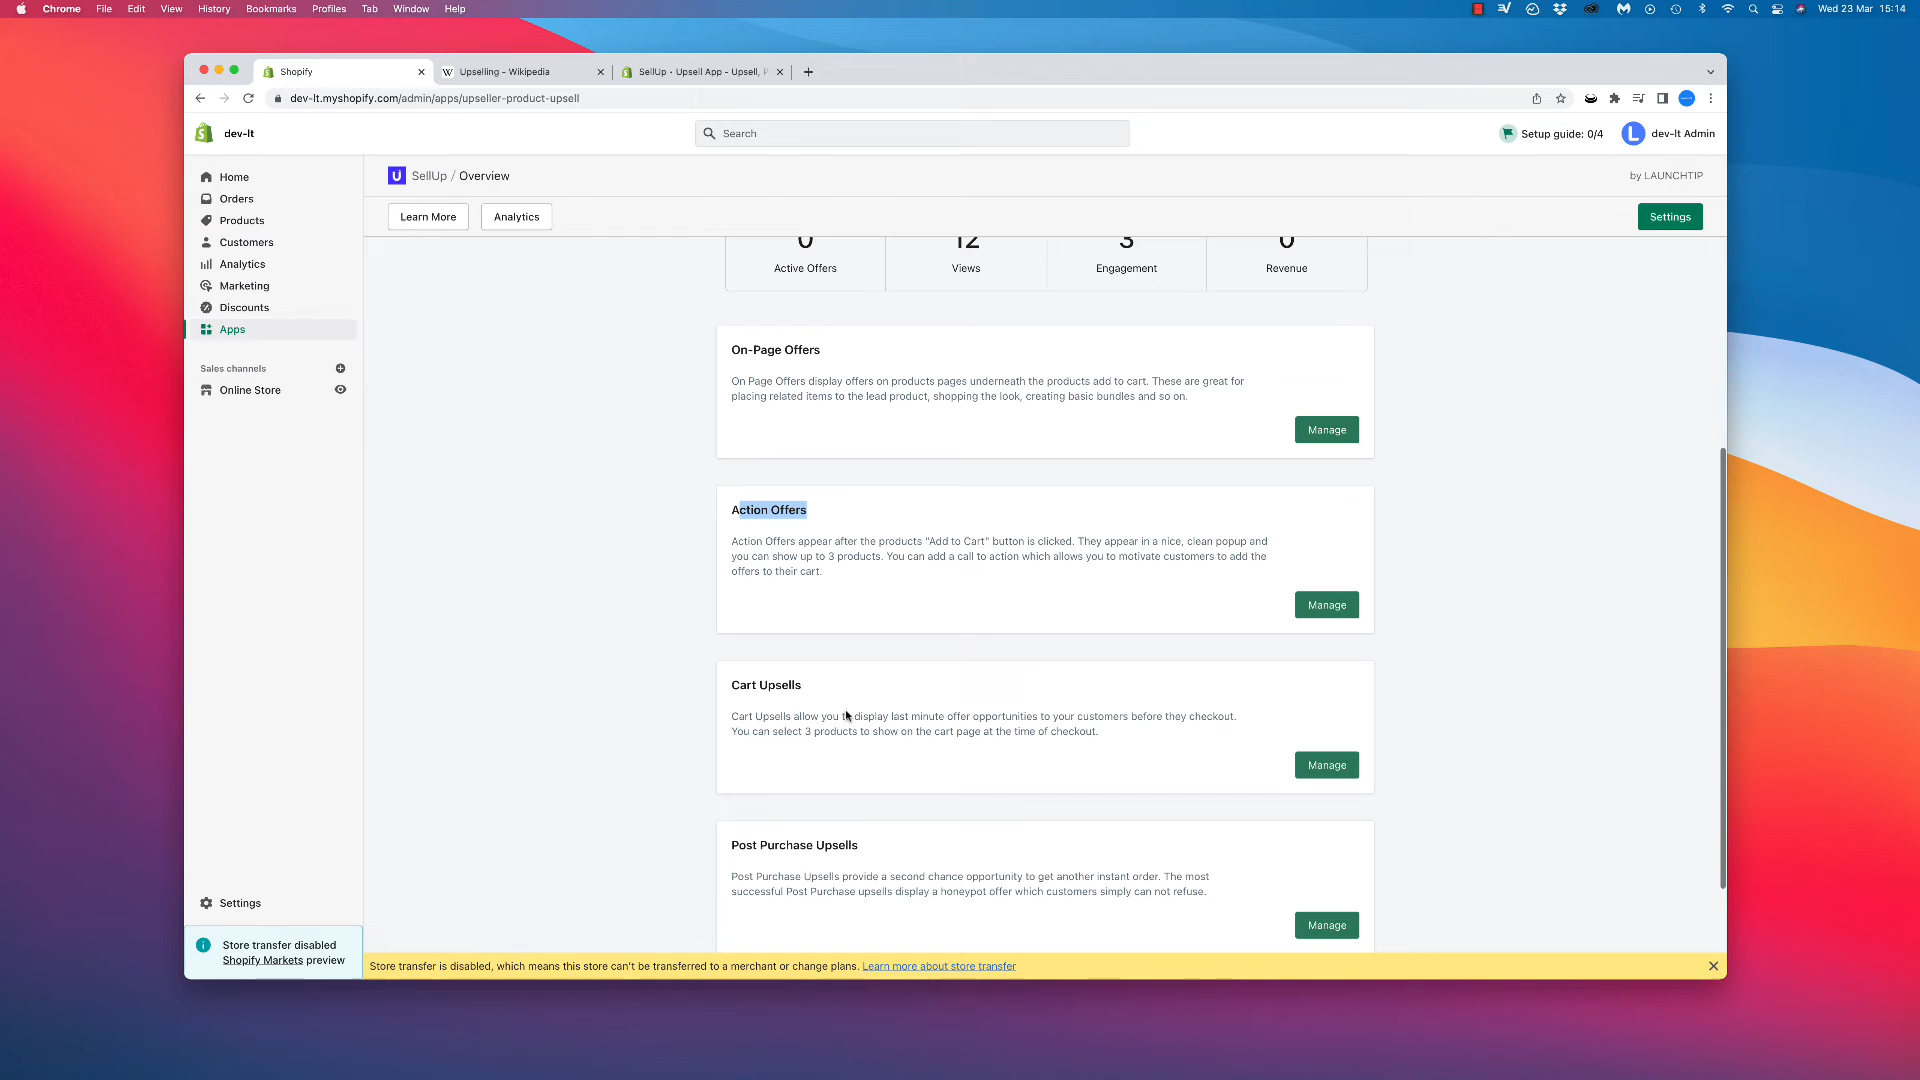 Chrome File Edit View History Bookmarks Profiles Tab Window Help Wed 23 Mar 15:14
Shopify Upselling - Wikipedia SellUp - Upsell App - Upsell, P
dev-lt.myshopify.com/admin/apps/upseller-product-upsell
dev-lt Search Setup guide: 0/4 L dev-lt Admin
Home
Orders
Products
Customers
Analytics
Marketing
Discounts
Apps
Sales channels
Online Store
Settings
Store transfer disabled
Shopify Markets preview
U SellUp / Overview by LAUNCHTIP
Learn More Analytics Settings
0 12 3 0
Active Offers Views Engagement Revenue
On-Page Offers
On Page Offers display offers on products pages underneath the products add to cart. These are great for
placing related items to the lead product, shopping the look, creating basic bundles and so on.
Manage
Action Offers
Action Offers appear after the products "Add to Cart" button is clicked. They appear in a nice, clean popup and
you can show up to 3 products. You can add a call to action which allows you to motivate customers to add the
offers to their cart.
Manage
Cart Upsells
Cart Upsells allow you to display last minute offer opportunities to your customers before they checkout.
You can select 3 products to show on the cart page at the time of checkout.
Manage
Post Purchase Upsells
Post Purchase Upsells provide a second chance opportunity to get another instant order. The most
successful Post Purchase upsells display a honeypot offer which customers simply can not refuse.
Manage
Store transfer is disabled, which means this store can't be transferred to a merchant or change plans. Learn more about store transfer